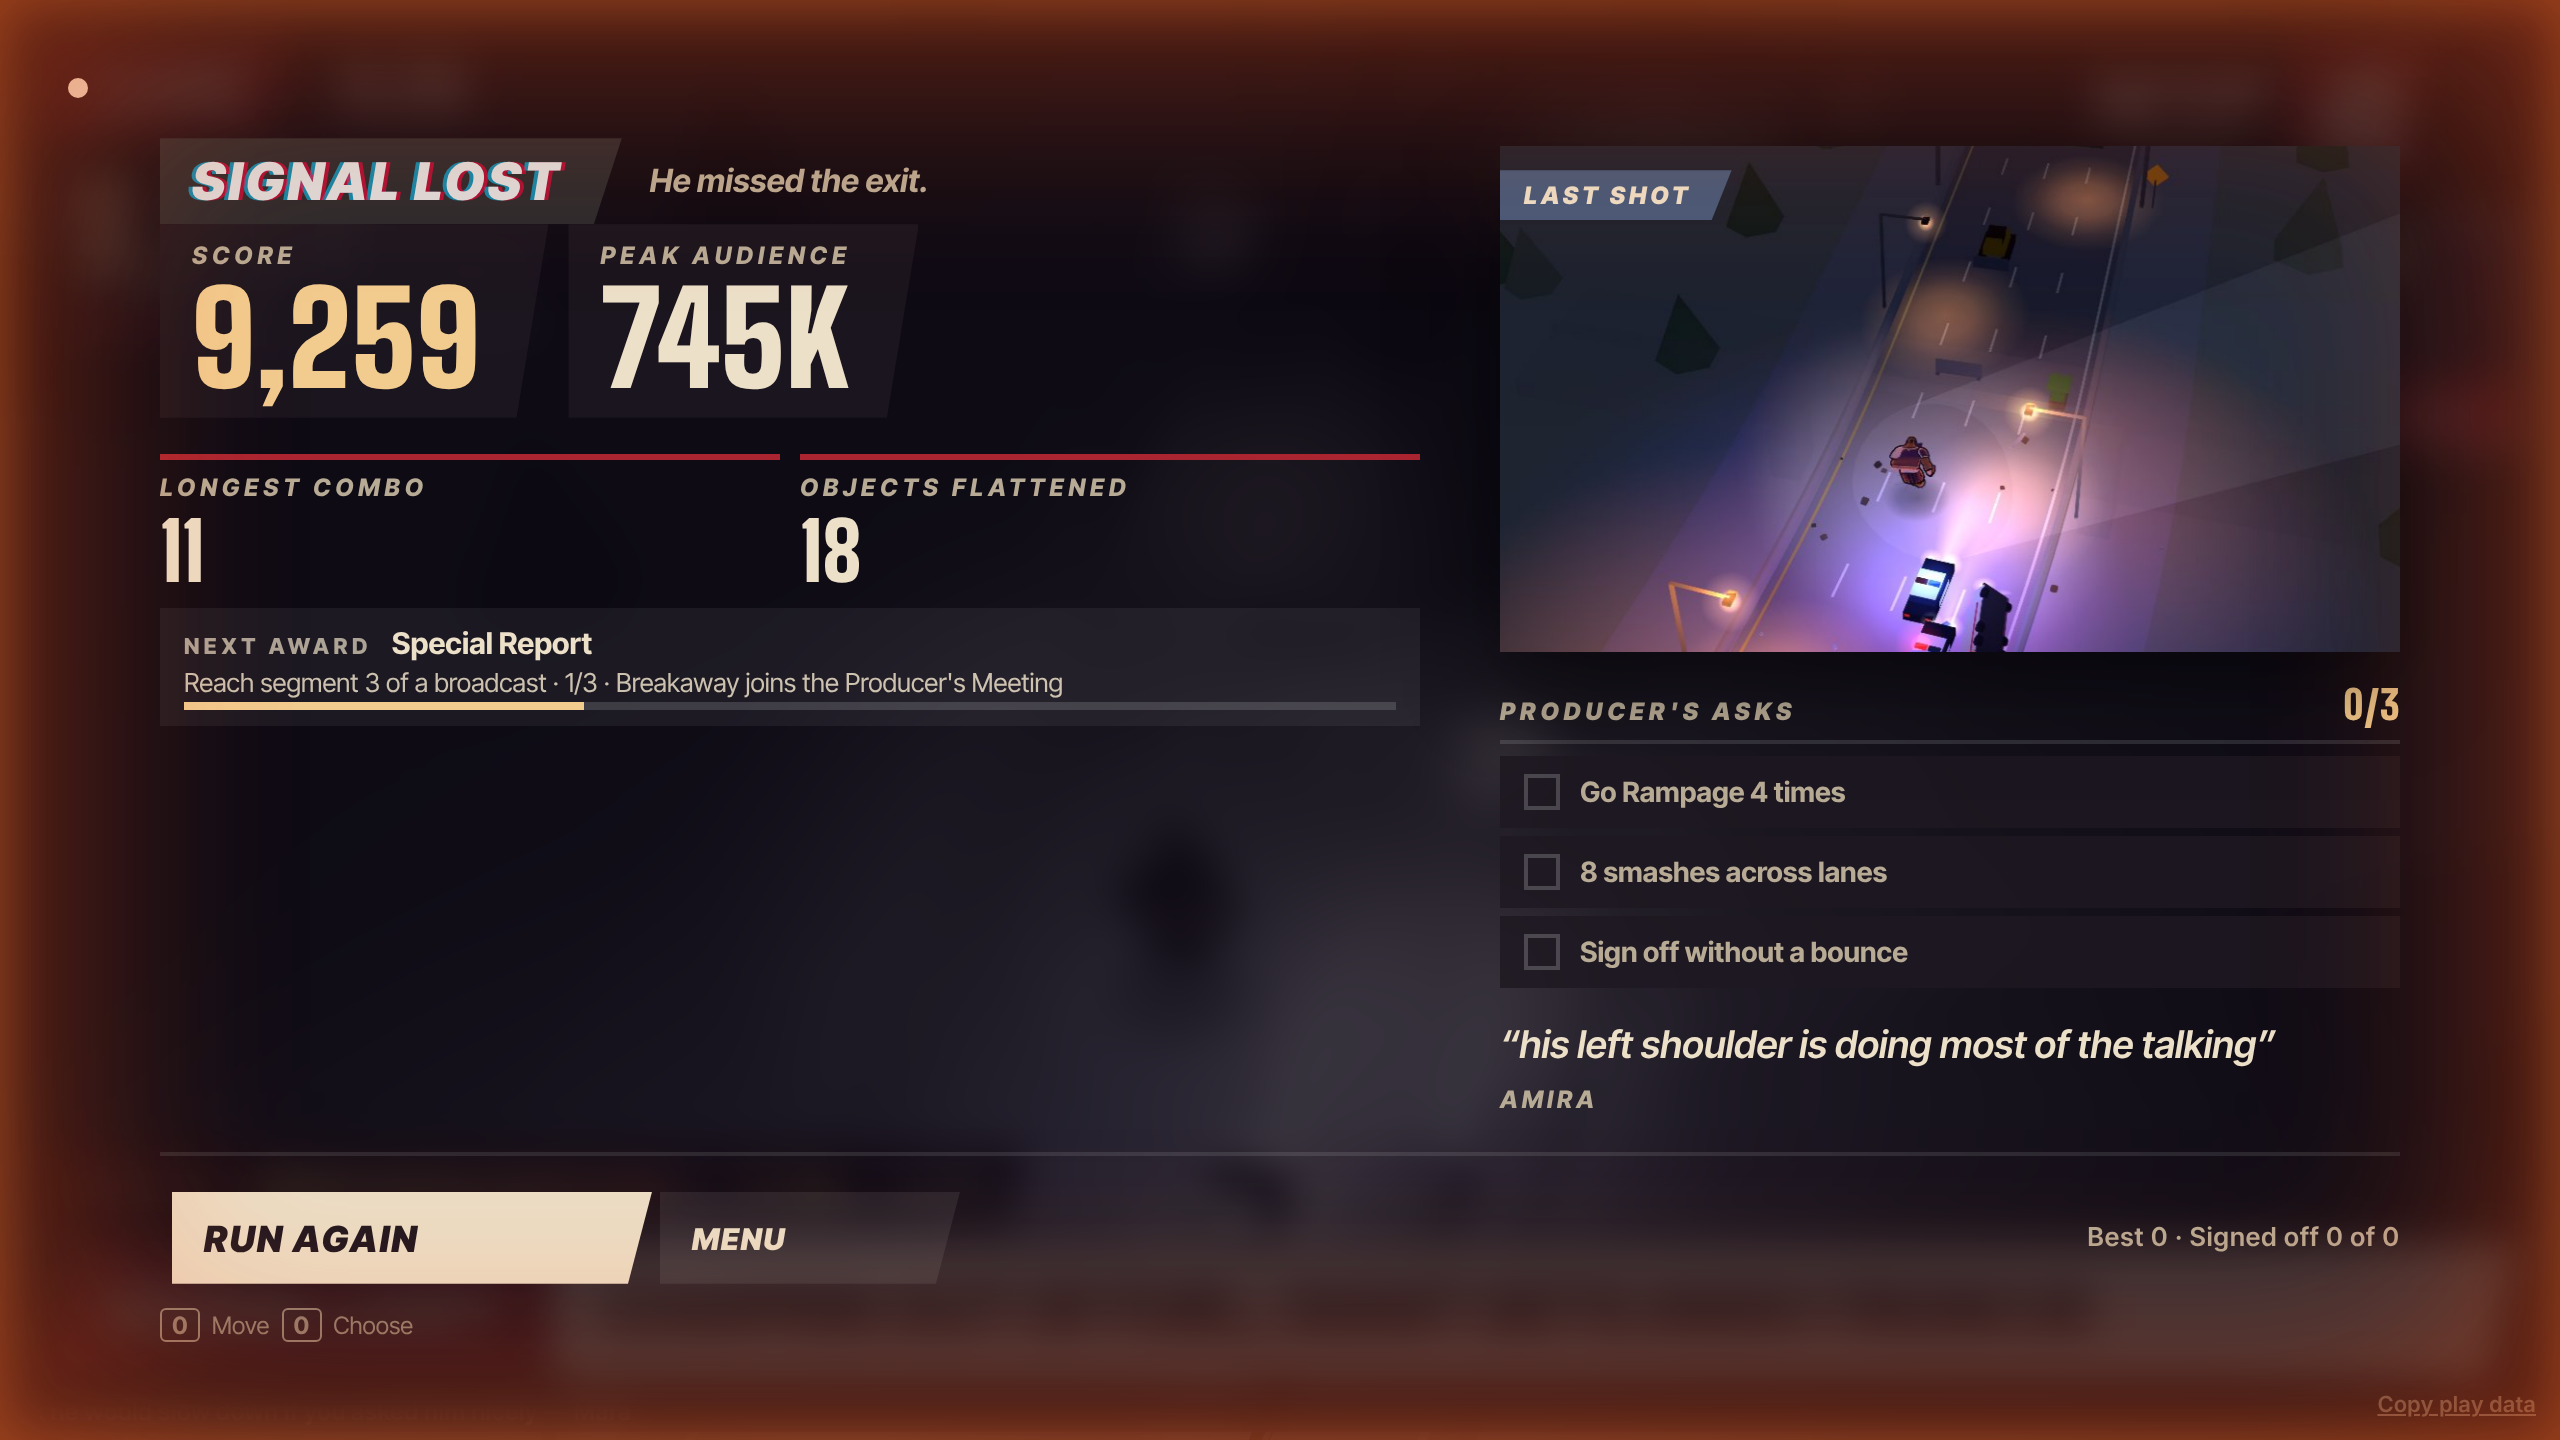 SIGNAL LOST
He missed the exit.
SCORE
9,259
PEAK AUDIENCE
745K
LONGEST COMBO
11
OBJECTS FLATTENED
18
NEXT AWARD Special Report
Reach segment 3 of a broadcast · 1/3 · Breakaway joins the Producer's Meeting
LAST SHOT
PRODUCER'S ASKS 0/3
Go Rampage 4 times
8 smashes across lanes
Sign off without a bounce
“his left shoulder is doing most of the talking”
AMIRA
RUN AGAIN
MENU
Best 0 · Signed off 0 of 0
0 Move 0 Choose
Copy play data